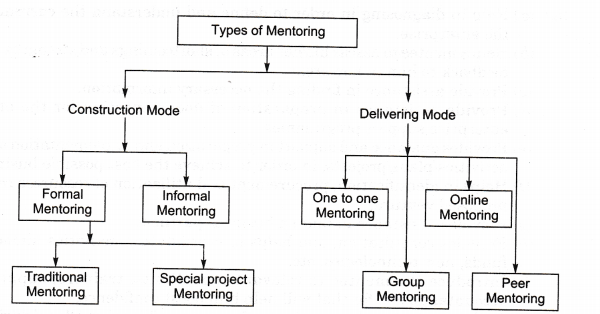 Types of Mentoring
Construction Mode
Delivering Mode
Formal
Mentoring
Informal
Mentoring
One to one
Mentoring
Online
Mentoring
Traditional
Mentoring
Special project
Mentoring
Group
Mentoring
Peer
Mentoring